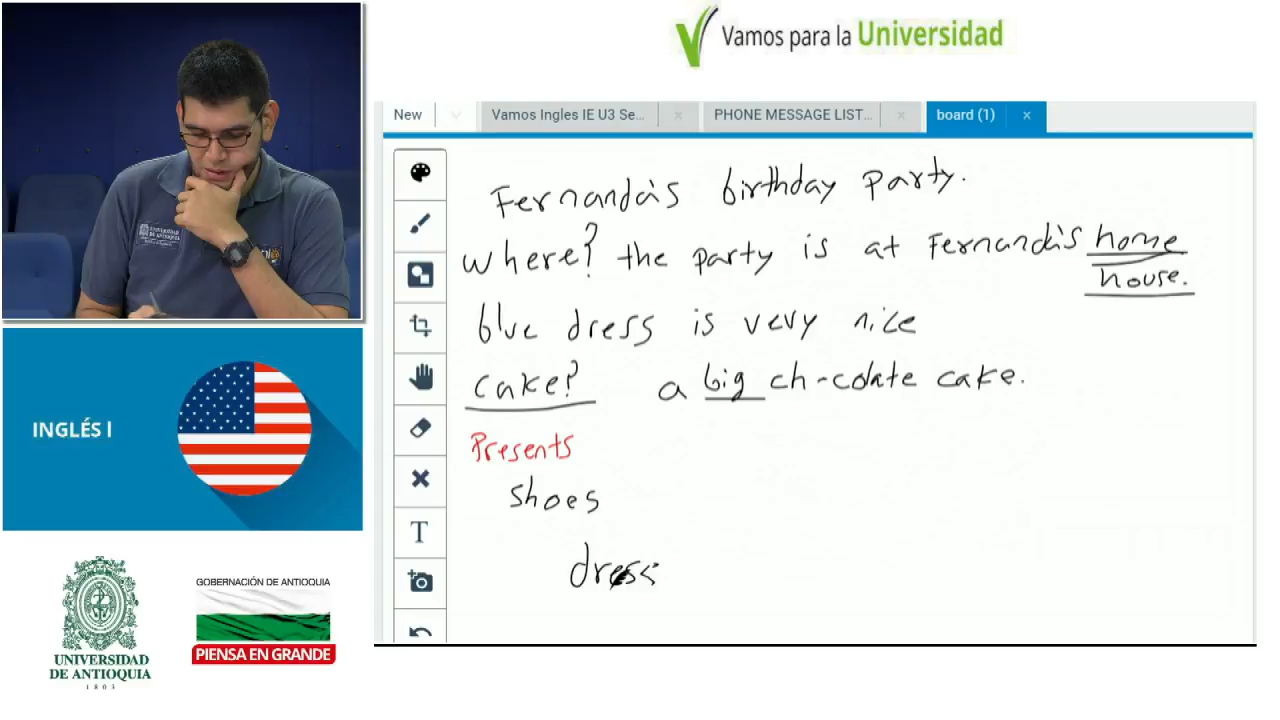 Vamos para la Universidad
New
Vamos Ingles IE U3 Se...
x
PHONE MESSAGE LIST...
x
board (1)
x
Fernanda's birthday party.
where? the party is at Fernanda's home
house.
blue dress is very nice
cake? a big ch-colate cake.
Presents
shoes
dress
T
INGLÉS I
UNIVERSIDAD
DE ANTIOQUIA
1803
GOBERNACIÓN DE ANTIOQUIA
PIENSA EN GRANDE